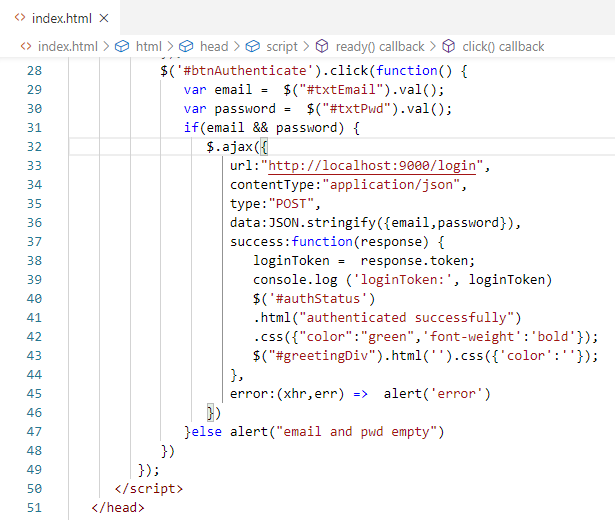 <> index.html ×
<> index.html > html > head > script > ready() callback > click() callback
28 $('#btnAuthenticate').click(function() {
29 var email =  $("#txtEmail").val();
30 var password =  $("#txtPwd").val();
31 if(email && password) {
32 $.ajax({
33 url:"http://localhost:9000/login",
34 contentType:"application/json",
35 type:"POST",
36 data:JSON.stringify({email,password}),
37 success:function(response) {
38 loginToken =  response.token;
39 console.log ('loginToken:', loginToken)
40 $('#authStatus')
41 .html("authenticated successfully")
42 .css({"color":"green",'font-weight':'bold'});
43 $("#greetingDiv").html('').css({'color':''});
44 },
45 error:(xhr,err) =>  alert('error')
46 })
47 }else alert("email and pwd empty")
48 })
49 });
50 </script>
51 </head>